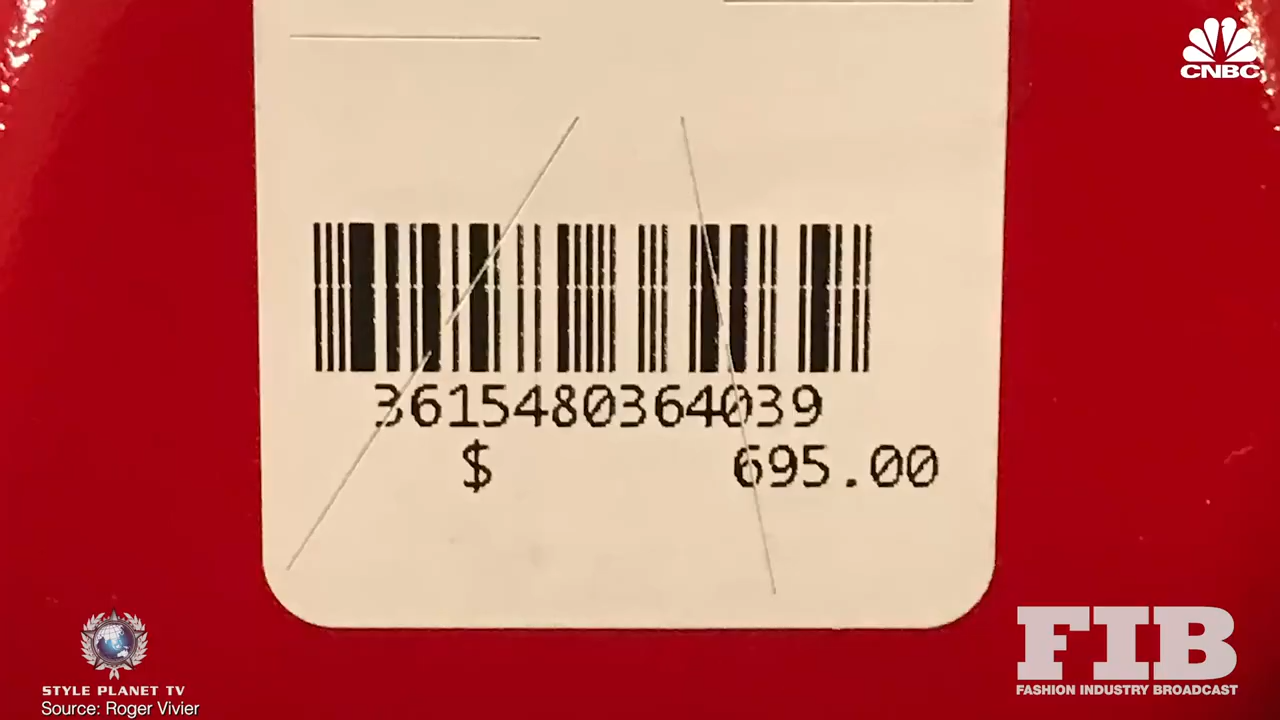 CNBC
3615480364039
$ 695.00
STYLE PLANET TV
Source: Roger Vivier
FIB
FASHION INDUSTRY BROADCAST